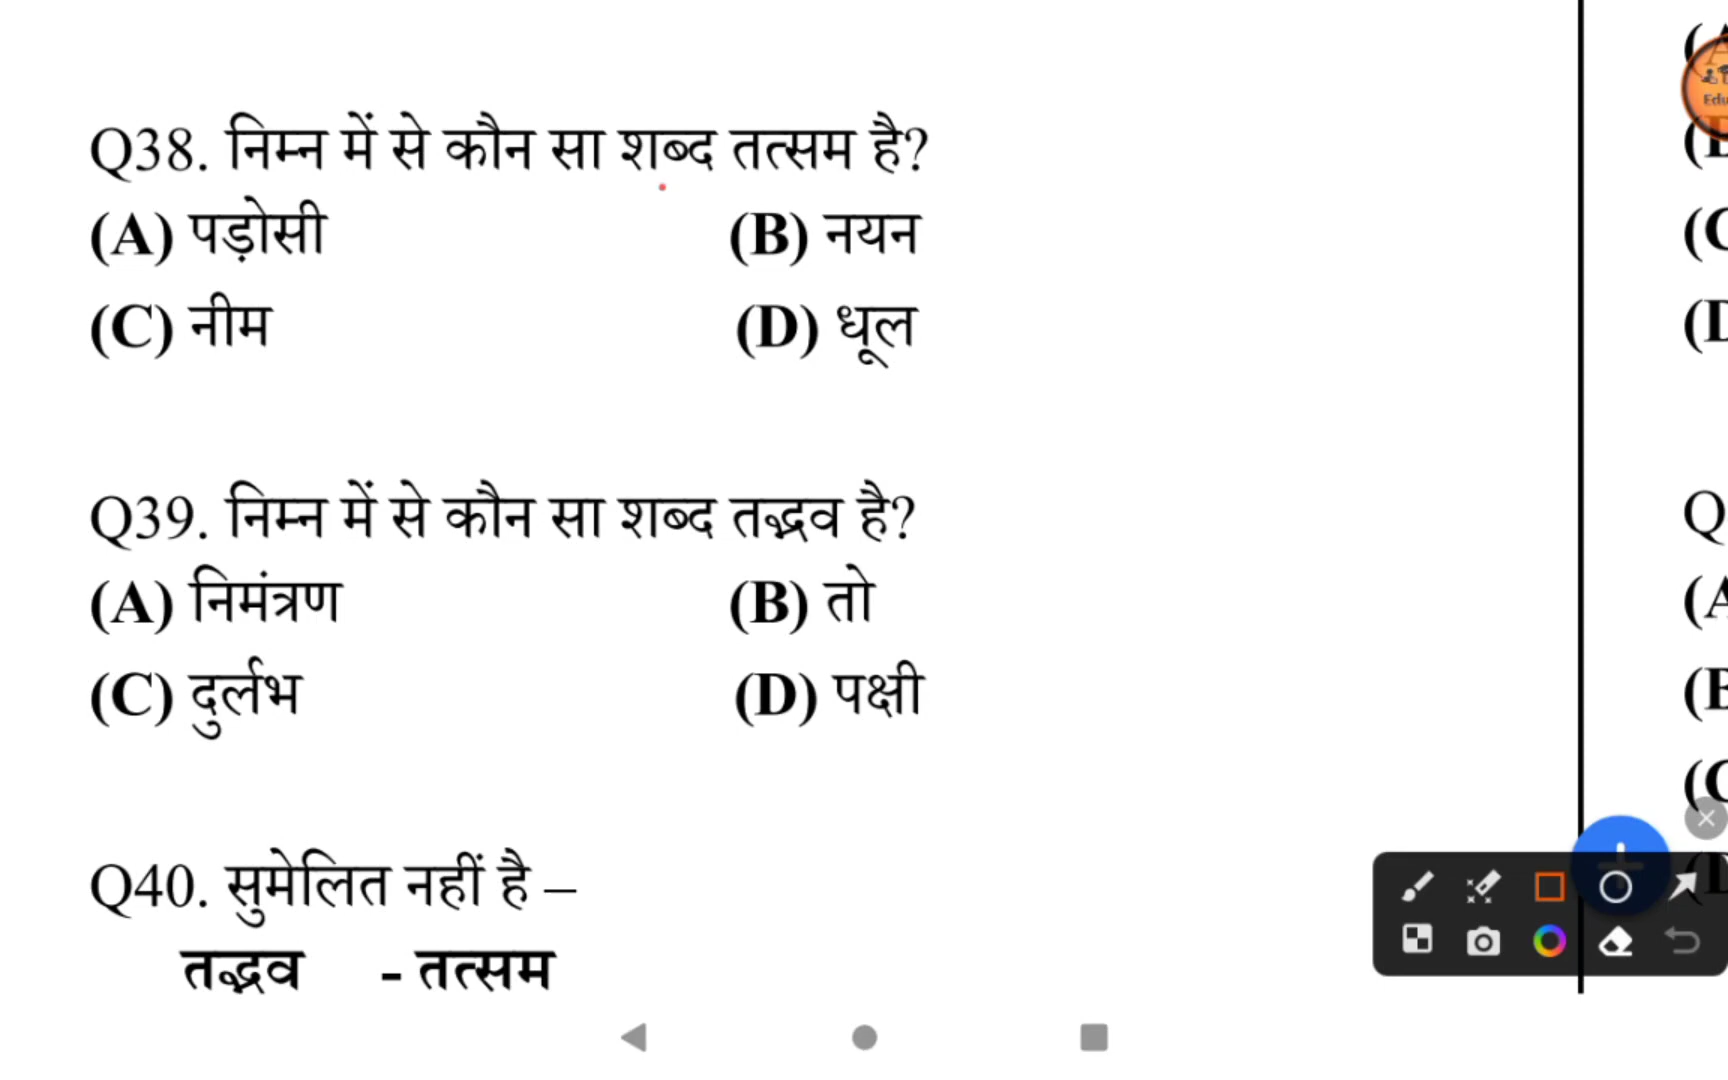 Q38. निम्न में से कौन सा शब्द तत्सम है?
(A) पड़ोसी (B) नयन
(C) नीम (D) धूल
Q39. निम्न में से कौन सा शब्द तद्भव है?
(A) निमंत्रण (B) तो
(C) दुर्लभ (D) पक्षी
Q40. सुमेलित नहीं है –
तद्भव - तत्सम